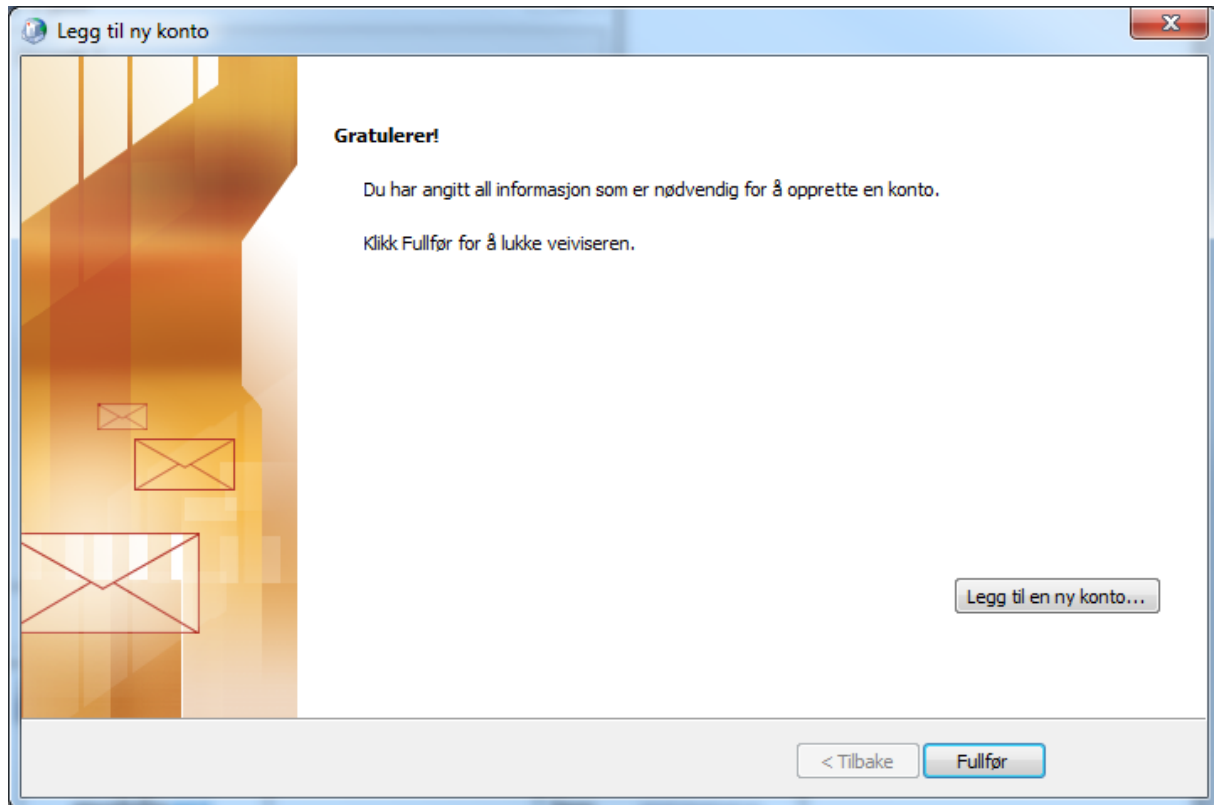 Legg til ny konto
Gratulerer!
Du har angitt all informasjon som er nødvendig for å opprette en konto.
Klikk Fullfør for å lukke veiviseren.
Legg til en ny konto...
< Tilbake
Fullfør